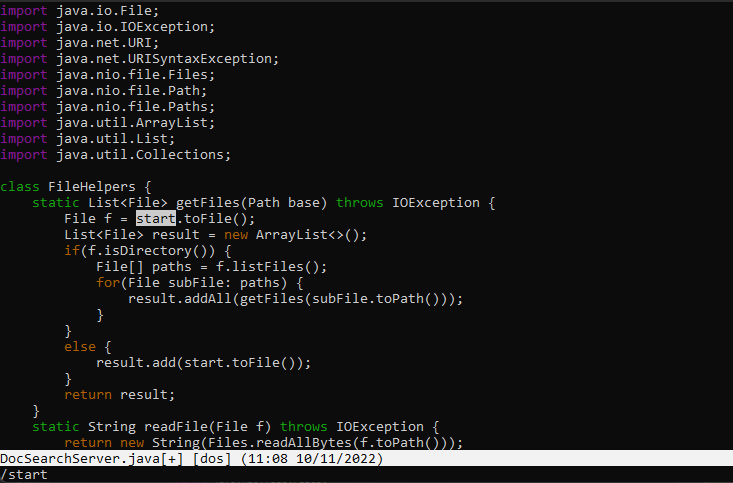 import java.io.File;
import java.io.IOException;
import java.net.URI;
import java.net.URISyntaxException;
import java.nio.file.Files;
import java.nio.file.Path;
import java.nio.file.Paths;
import java.util.ArrayList;
import java.util.List;
import java.util.Collections;

class FileHelpers {
    static List<File> getFiles(Path base) throws IOException {
        File f = start.toFile();
        List<File> result = new ArrayList<>();
        if(f.isDirectory()) {
            File[] paths = f.listFiles();
            for(File subFile: paths) {
                result.addAll(getFiles(subFile.toPath()));
            }
        }
        else {
            result.add(start.toFile());
        }
        return result;
    }
    static String readFile(File f) throws IOException {
        return new String(Files.readAllBytes(f.toPath()));
DocSearchServer.java[+] [dos] (11:08 10/11/2022)
/start